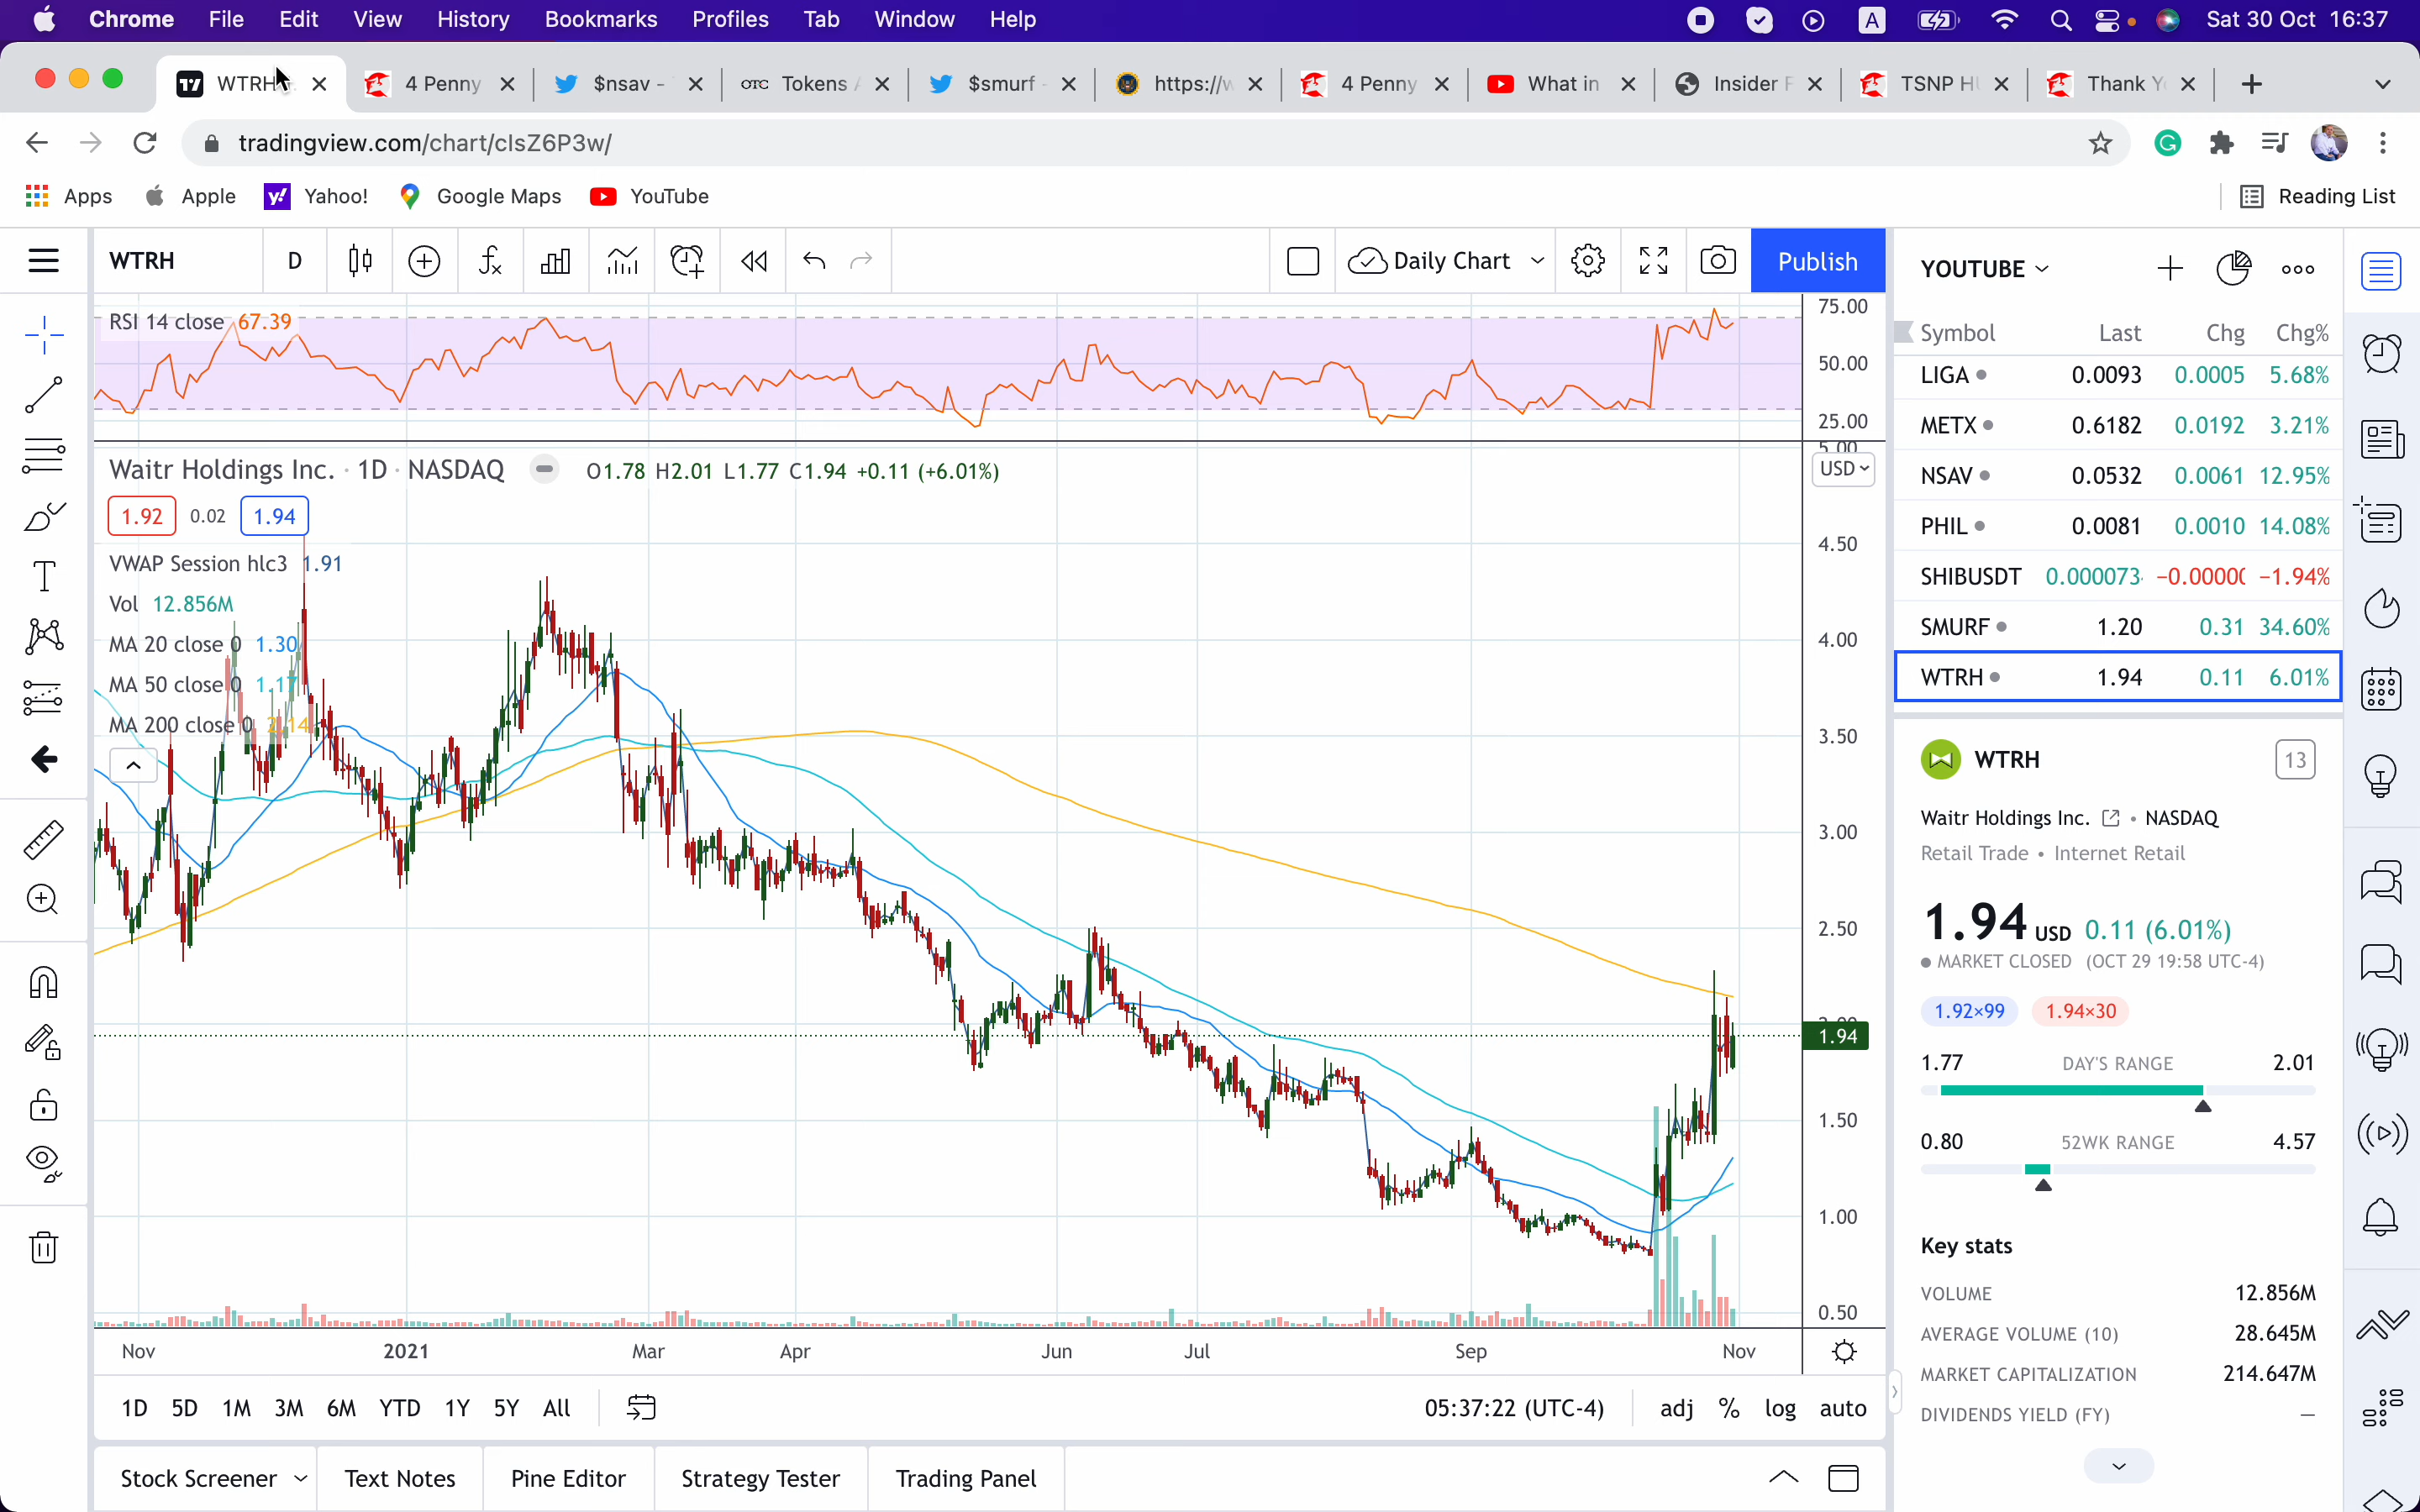 Chrome File Edit View History Bookmarks Profiles Tab Window Help A Sat 30 Oct 16:37
WTRH 4 Penny $nsav - OTC Tokens $smurf - https://w 4 Penny What in Insider F TSNP H Thank Y
tradingview.com/chart/clsZ6P3w/
Apps Apple Yahoo! Google Maps YouTube Reading List
WTRH D Daily Chart Publish
RSI 14 close 67.39
75.00
50.00
25.00
Waitr Holdings Inc. · 1D · NASDAQ O1.78 H2.01 L1.77 C1.94 +0.11 (+6.01%)
1.92 0.02 1.94
VWAP Session hlc3 1.91
Vol 12.856M
MA 20 close 0 1.30
MA 50 close 0 1.17
MA 200 close 0 2.14
5.00
USD
4.50
4.00
3.50
3.00
2.50
2.00
1.94
1.50
1.00
0.50
Nov 2021 Mar Apr Jun Jul Sep Nov
1D 5D 1M 3M 6M YTD 1Y 5Y All 05:37:22 (UTC-4) adj % log auto
Stock Screener Text Notes Pine Editor Strategy Tester Trading Panel
YOUTUBE
Symbol Last Chg Chg%
LIGA 0.0093 0.0005 5.68%
METX 0.6182 0.0192 3.21%
NSAV 0.0532 0.0061 12.95%
PHIL 0.0081 0.0010 14.08%
SHIBUSDT 0.000073 −0.0000 −1.94%
SMURF 1.20 0.31 34.60%
WTRH 1.94 0.11 6.01%
WTRH 13
Waitr Holdings Inc. • NASDAQ
Retail Trade • Internet Retail
1.94 USD 0.11 (6.01%)
MARKET CLOSED (OCT 29 19:58 UTC-4)
1.92×99 1.94×30
1.77 DAY'S RANGE 2.01
0.80 52WK RANGE 4.57
Key stats
VOLUME 12.856M
AVERAGE VOLUME (10) 28.645M
MARKET CAPITALIZATION 214.647M
DIVIDENDS YIELD (FY) —